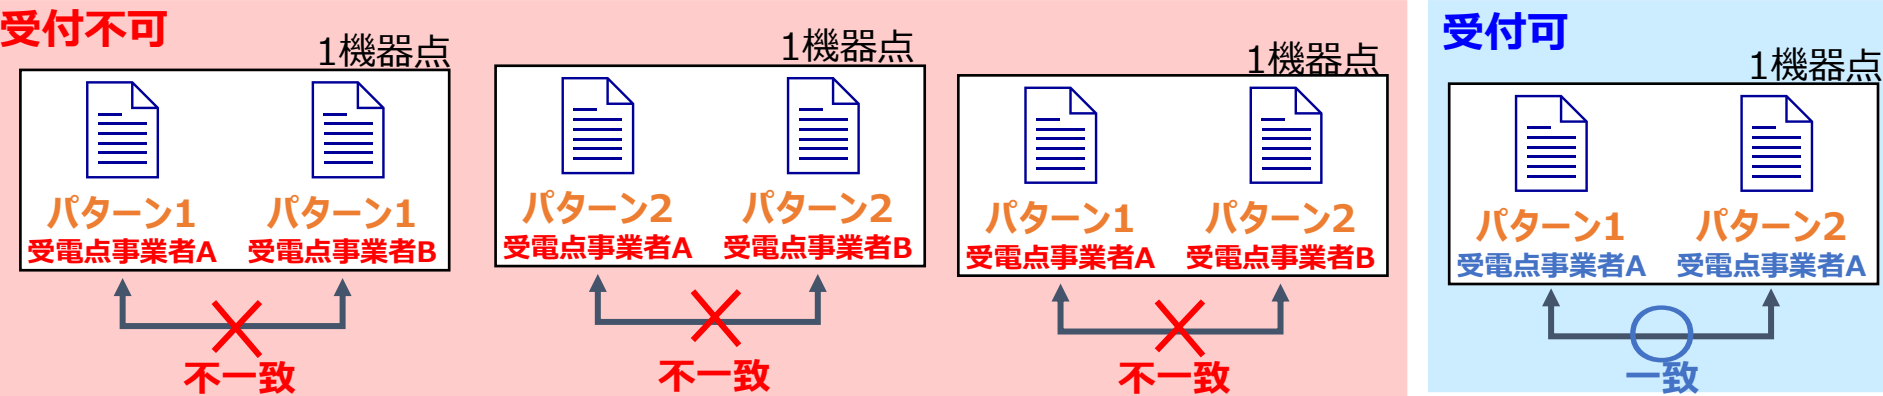 受付不可
1機器点
パターン1 パターン1
受電点事業者A 受電点事業者B
不一致
1機器点
パターン2 パターン2
受電点事業者A 受電点事業者B
不一致
1機器点
パターン1 パターン2
受電点事業者A 受電点事業者B
不一致
受付可
1機器点
パターン1 パターン2
受電点事業者A 受電点事業者A
一致